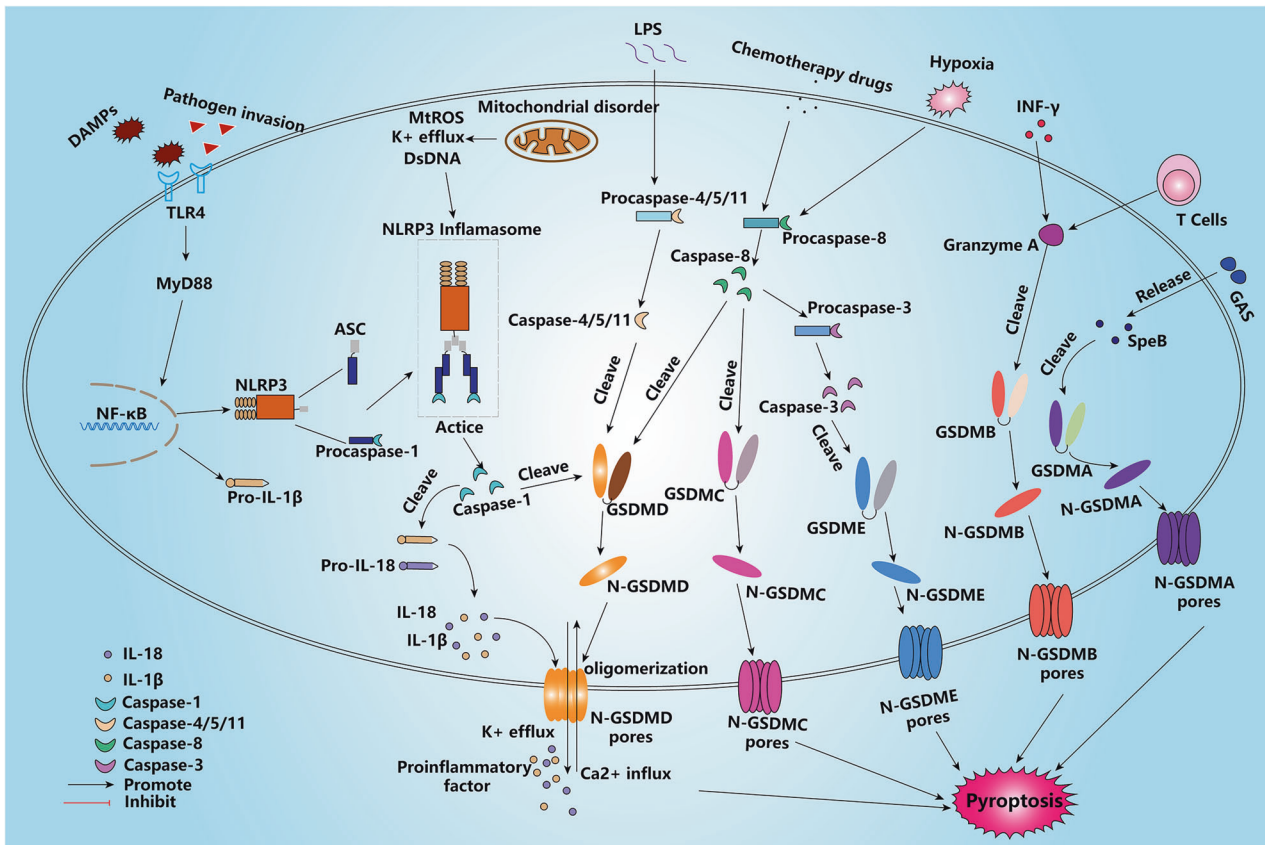 LPS
Chemotherapy drugs
Hypoxia
INF-γ
DAMPs
Pathogen invasion
MtROS
K+ efflux
DsDNA
Mitochondrial disorder
T Cells
TLR4
Procaspase-4/5/11
Procaspase-8
Granzyme A
NLRP3 Inflamasome
MyD88
Caspase-8
Release
GAS
Caspase-4/5/11
Procaspase-3
Cleave
SpeB
ASC
Cleave
Cleave
Cleave
Cleave
NLRP3
NF-κB
Caspase-3
GSDMB
Actice
Procaspase-1
Cleave
GSDMA
Pro-IL-1β
Cleave
Cleave
Caspase-1
GSDMD
GSDMC
GSDME
N-GSDMB
N-GSDMA
Pro-IL-18
N-GSDMD
N-GSDMC
N-GSDME
N-GSDMA
pores
IL-18
IL-1β
oligomerization
N-GSDMB
pores
N-GSDME
pores
N-GSDMD
pores
N-GSDMC
pores
K+ efflux
Proinflammatory
factor
Ca2+ influx
Pyroptosis
IL-18
IL-1β
Caspase-1
Caspase-4/5/11
Caspase-8
Caspase-3
Promote
Inhibit